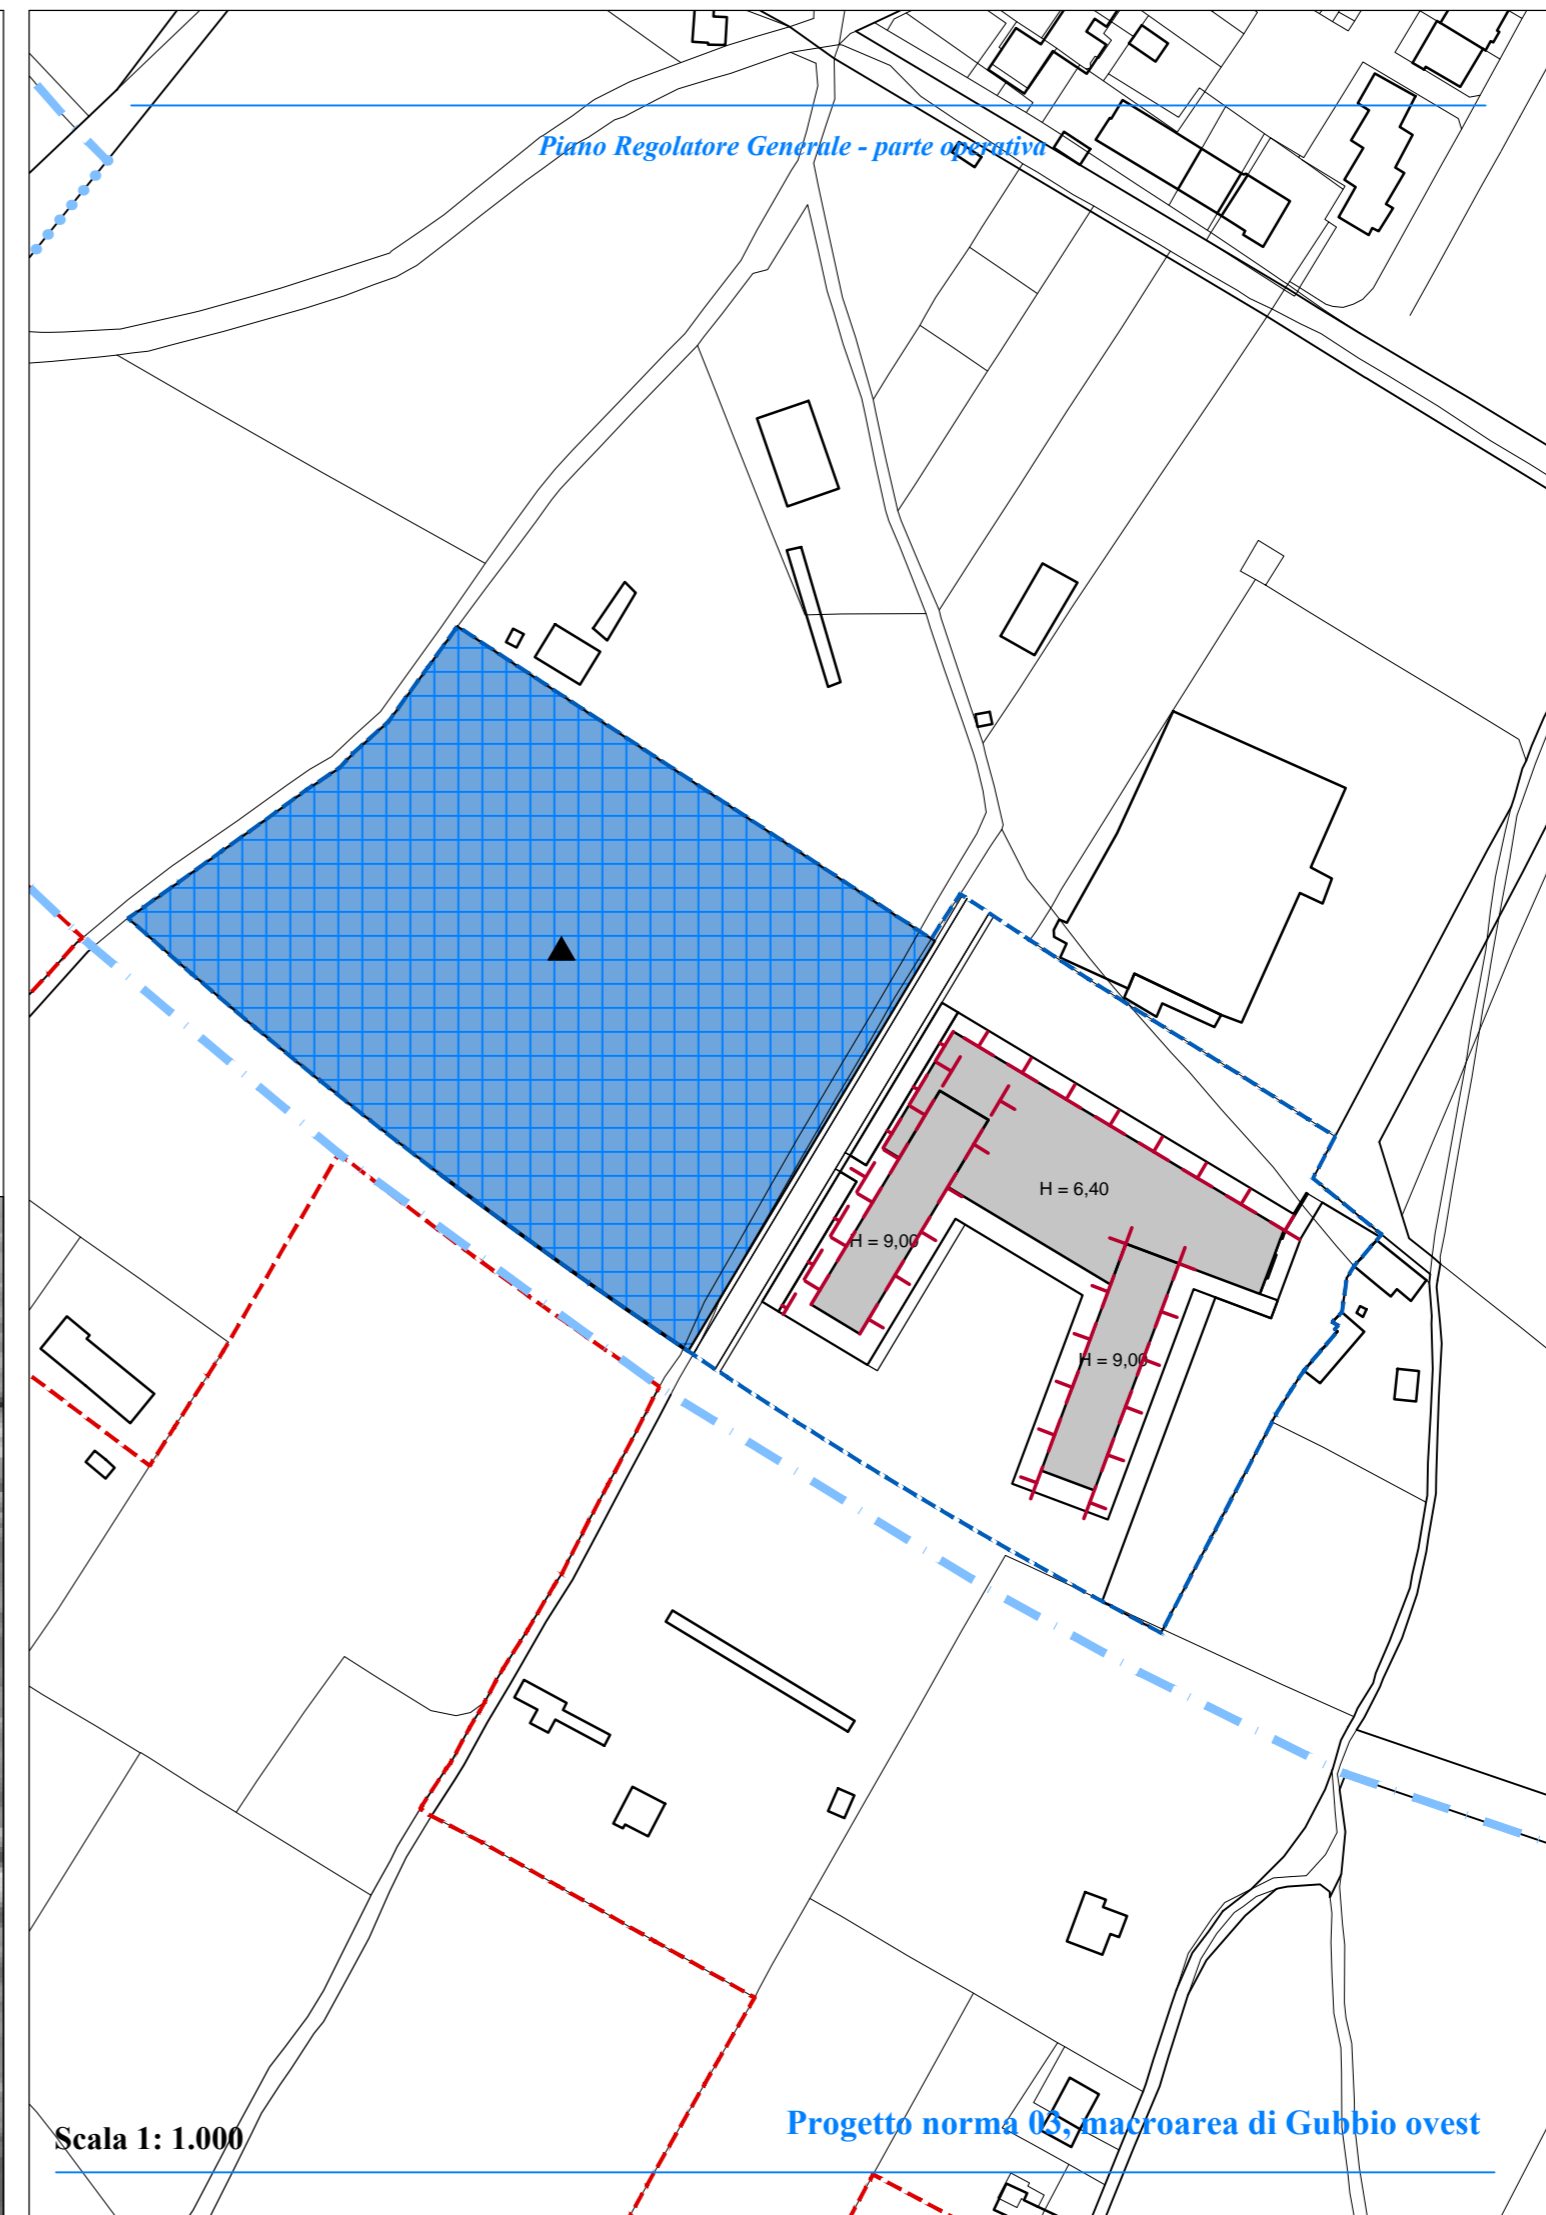 Piano Regolatore Generale - parte operativa
H = 6,40
H = 9,00
H = 9,00
Scala 1: 1.000
Progetto norma 03, macroarea di Gubbio ovest